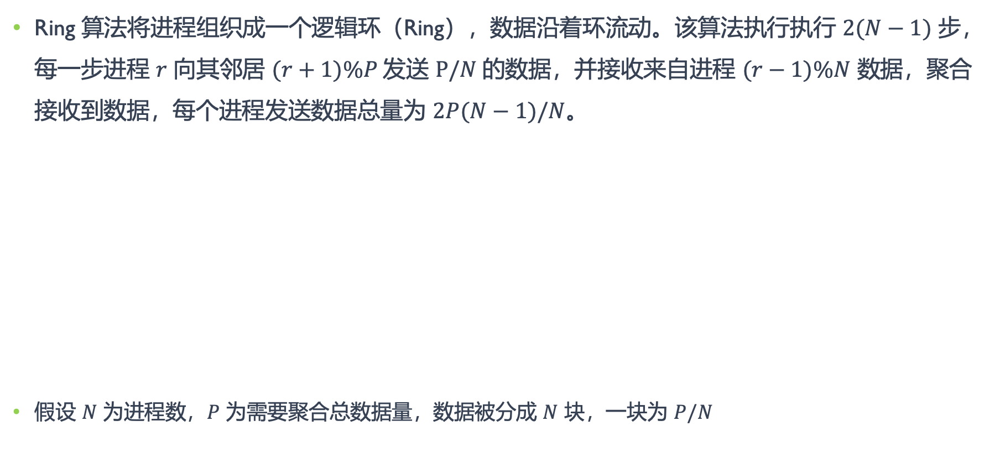 • Ring 算法将进程组织成一个逻辑环（Ring），数据沿着环流动。该算法执行执行 2(N − 1) 步，
每一步进程 r 向其邻居 (r + 1)%P 发送 P/N 的数据，并接收来自进程 (r − 1)%N 数据，聚合
接收到数据，每个进程发送数据总量为 2P(N − 1)/N。
• 假设 N 为进程数，P 为需要聚合总数据量，数据被分成 N 块，一块为 P/N